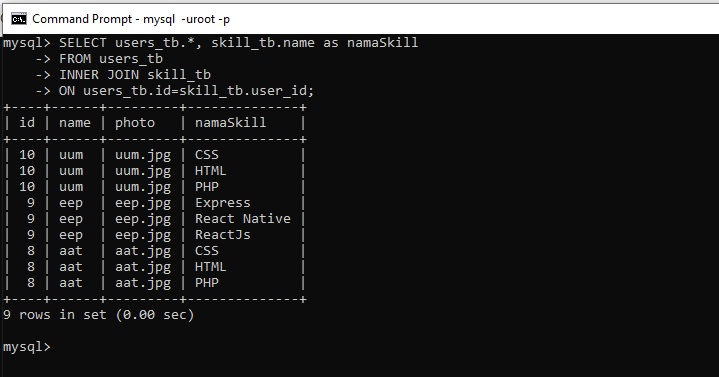 Command Prompt - mysql  -uroot -p
mysql> SELECT users_tb.*, skill_tb.name as namaSkill
    -> FROM users_tb
    -> INNER JOIN skill_tb
    -> ON users_tb.id=skill_tb.user_id;
+----+------+---------+--------------+
| id | name | photo   | namaSkill    |
+----+------+---------+--------------+
| 10 | uum  | uum.jpg | CSS          |
| 10 | uum  | uum.jpg | HTML         |
| 10 | uum  | uum.jpg | PHP          |
|  9 | eep  | eep.jpg | Express      |
|  9 | eep  | eep.jpg | React Native |
|  9 | eep  | eep.jpg | ReactJs      |
|  8 | aat  | aat.jpg | CSS          |
|  8 | aat  | aat.jpg | HTML         |
|  8 | aat  | aat.jpg | PHP          |
+----+------+---------+--------------+
9 rows in set (0.00 sec)

mysql>